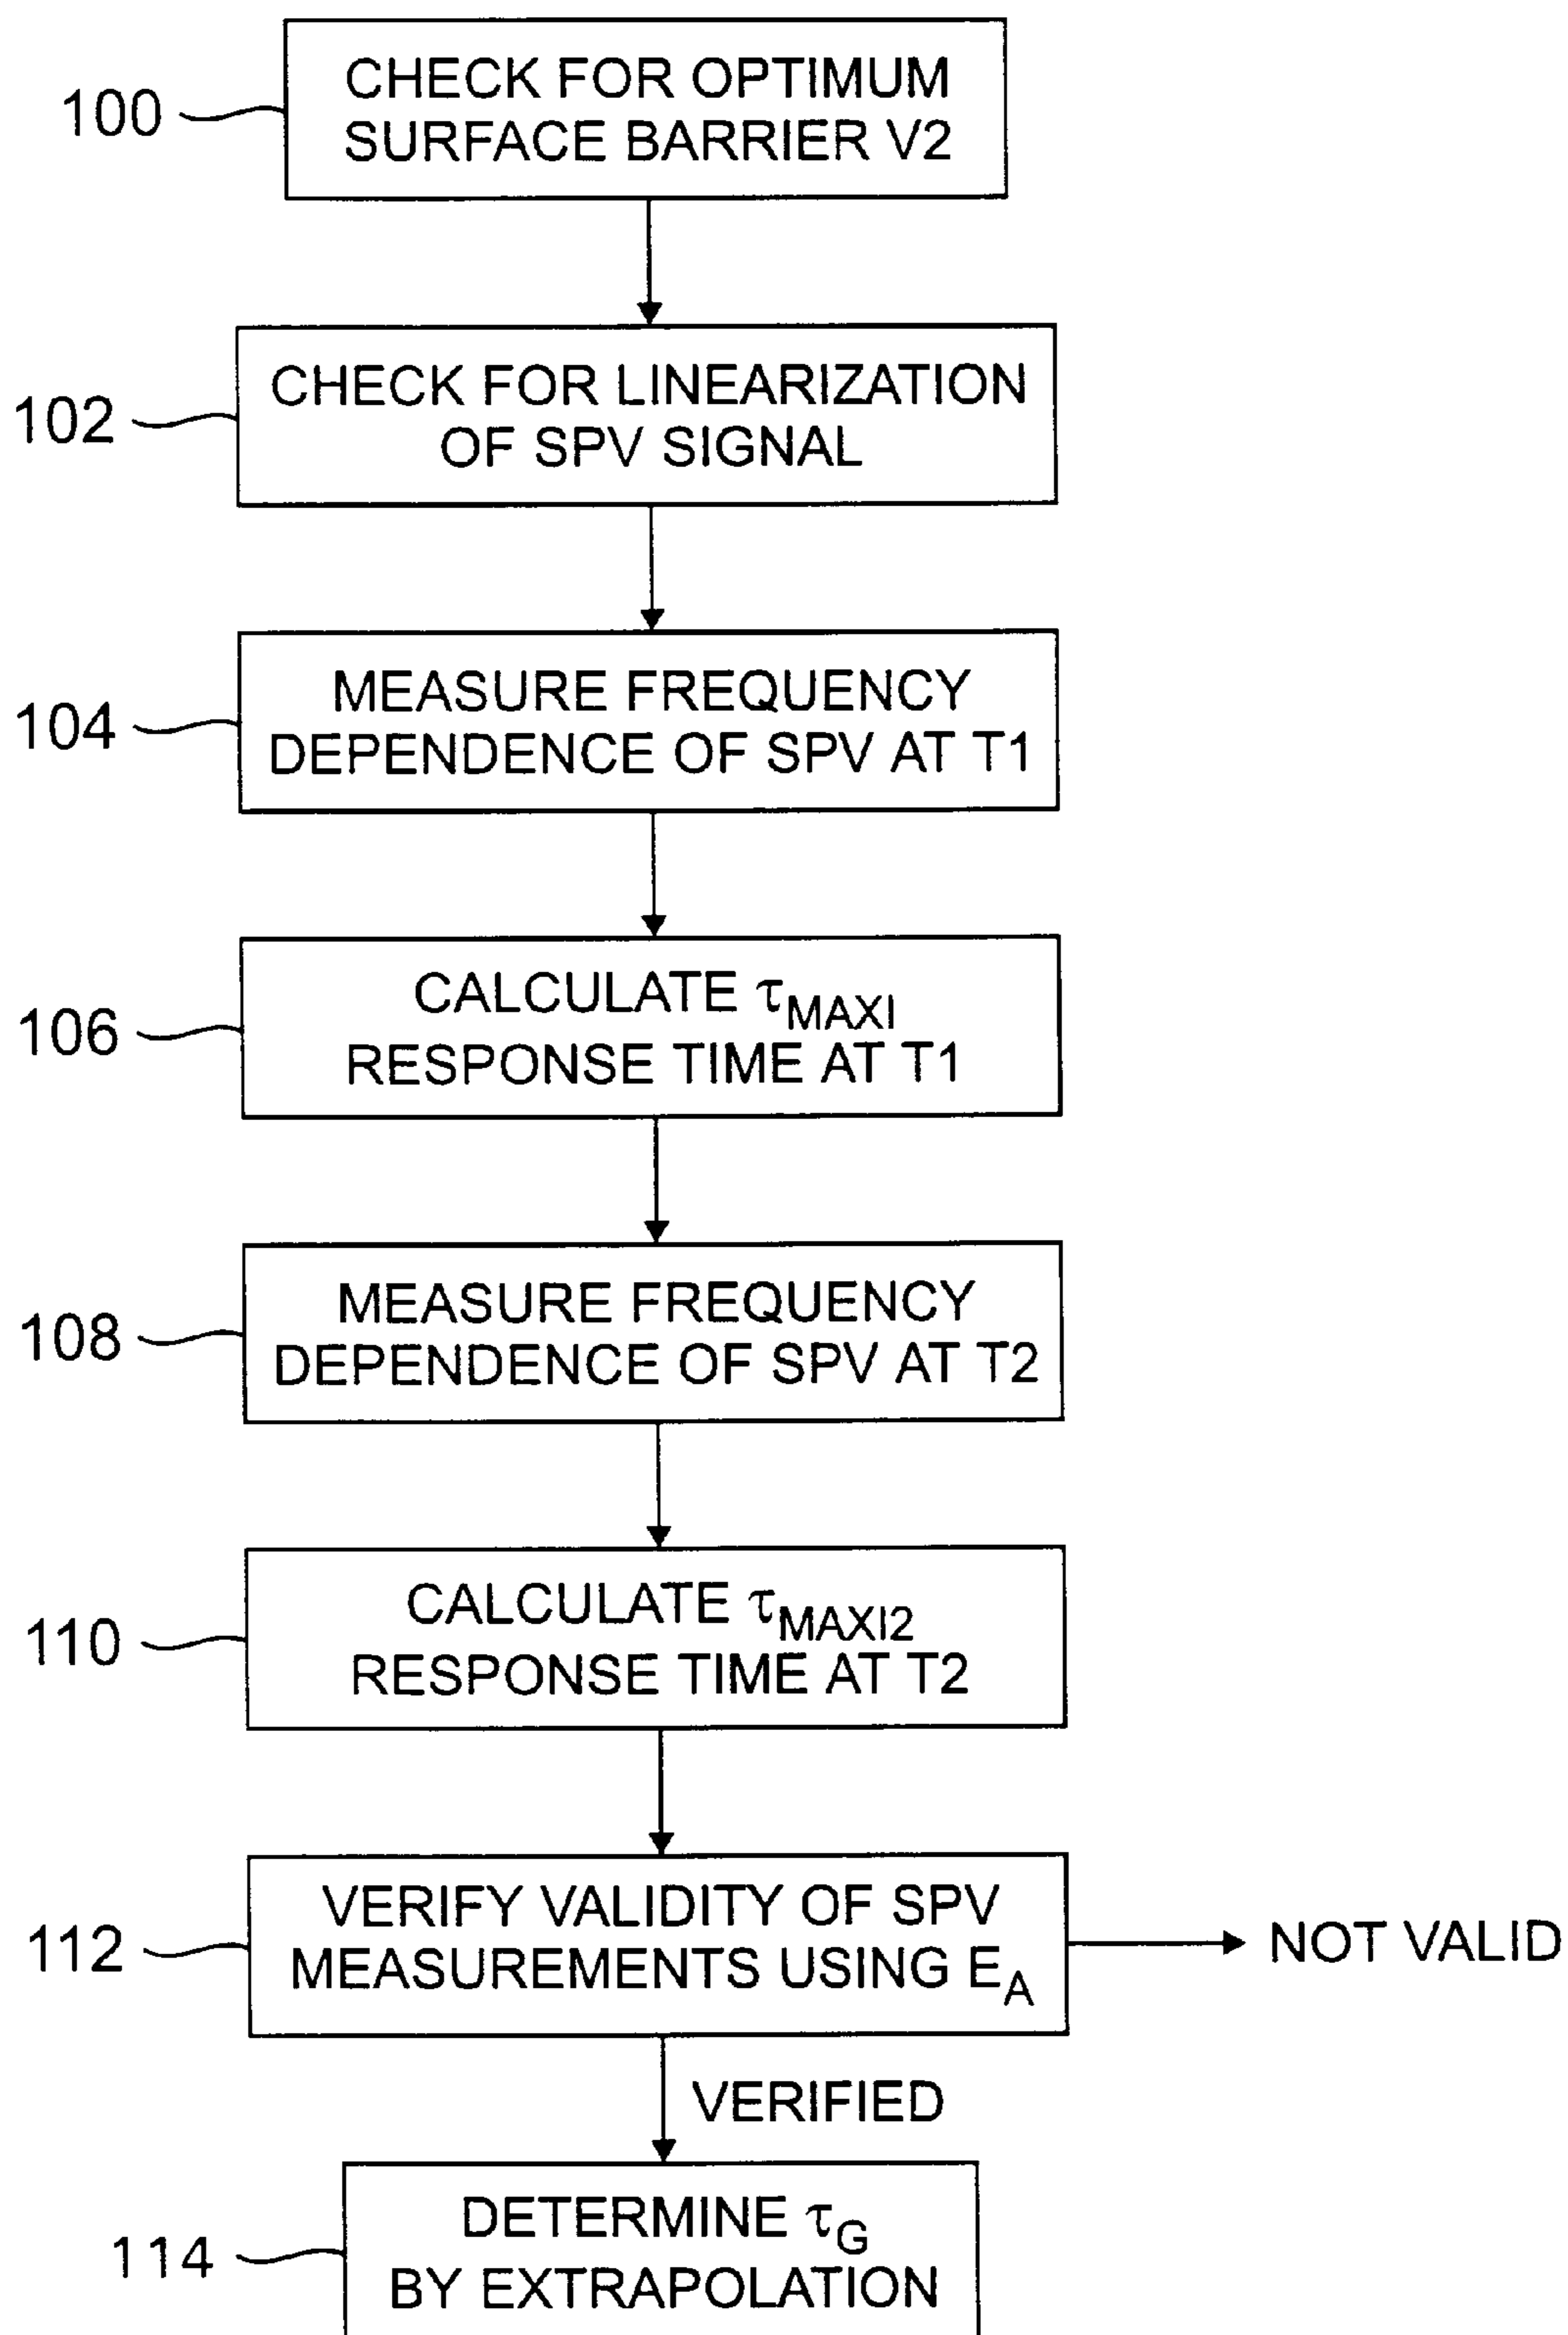 100
CHECK FOR OPTIMUM
SURFACE BARRIER V2
102
CHECK FOR LINEARIZATION
OF SPV SIGNAL
104
MEASURE FREQUENCY
DEPENDENCE OF SPV AT T1
106
CALCULATE τMAXI
RESPONSE TIME AT T1
108
MEASURE FREQUENCY
DEPENDENCE OF SPV AT T2
110
CALCULATE τMAXI2
RESPONSE TIME AT T2
112
VERIFY VALIDITY OF SPV
MEASUREMENTS USING EA
NOT VALID
VERIFIED
114
DETERMINE τG
BY EXTRAPOLATION